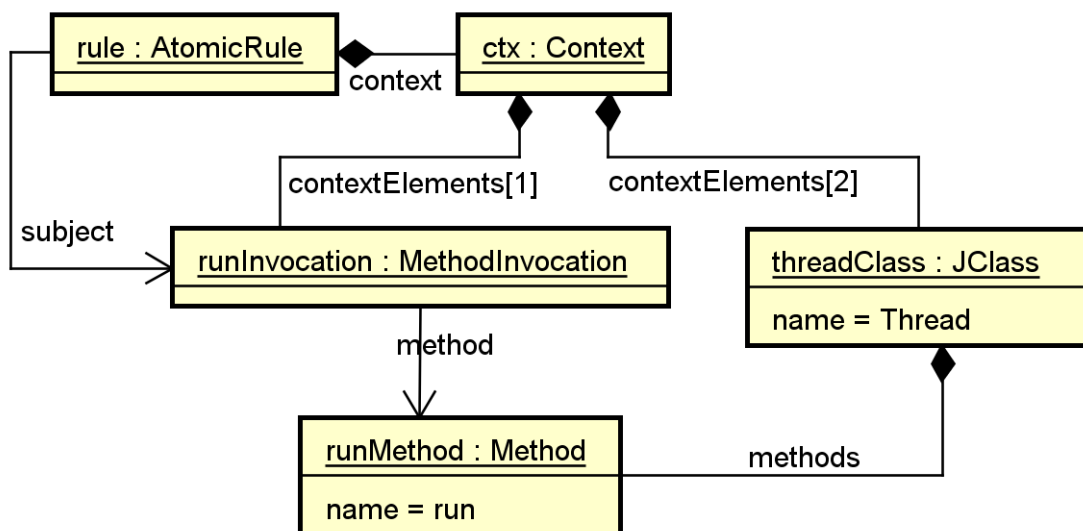 rule : AtomicRule
ctx : Context
context
contextElements[1]
contextElements[2]
subject
runInvocation : MethodInvocation
threadClass : JClass
name = Thread
method
runMethod : Method
methods
name = run